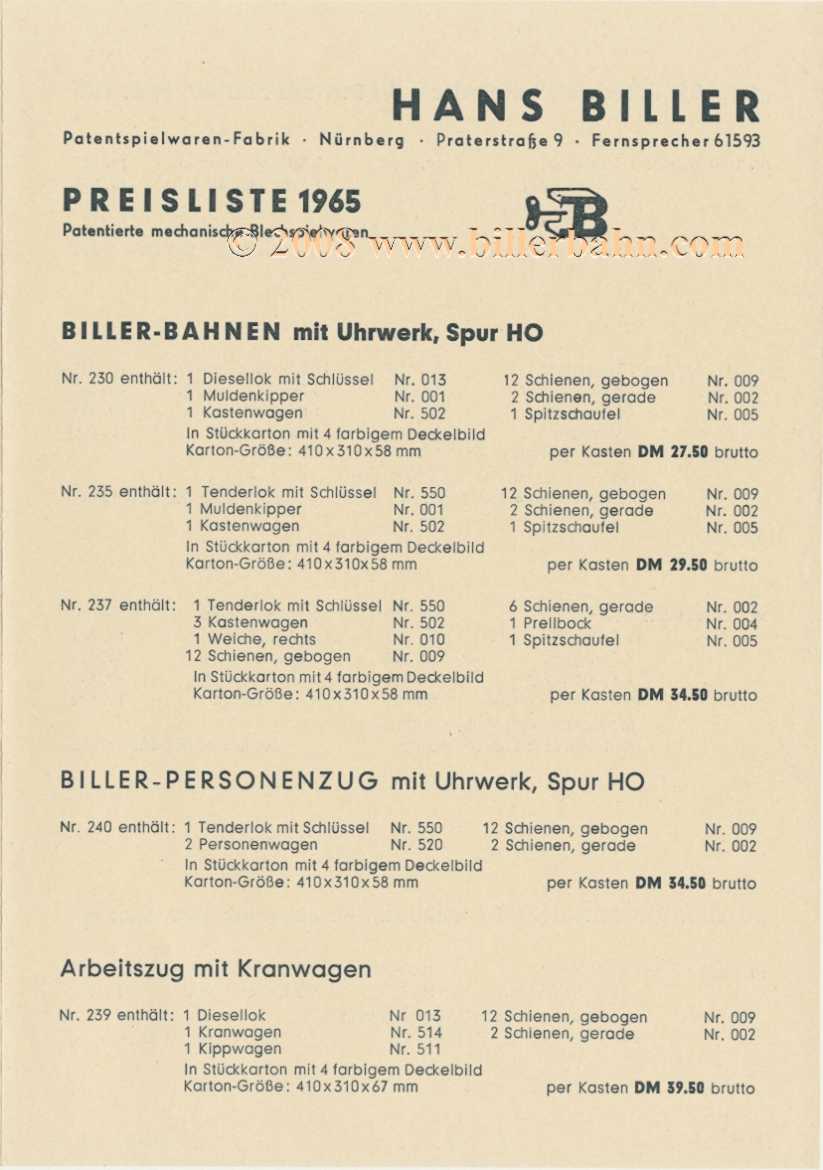 HANS BILLER
Patentspielwaren-Fabrik · Nürnberg · Praterstraße 9 · Fernsprecher 61593
PREISLISTE 1965
B
Patentierte mechanische Blechspielwaren
© 2008 www.billerbahn.com
BILLER-BAHNEN mit Uhrwerk, Spur HO
Nr. 230 enthält: 1 Diesellok mit Schlüssel Nr. 013 12 Schienen, gebogen Nr. 009
1 Muldenkipper Nr. 001 2 Schienen, gerade Nr. 002
1 Kastenwagen Nr. 502 1 Spitzschaufel Nr. 005
In Stückkarton mit 4 farbigem Deckelbild
Karton-Größe: 410x310x58 mm per Kasten DM 27.50 brutto
Nr. 235 enthält: 1 Tenderlok mit Schlüssel Nr. 550 12 Schienen, gebogen Nr. 009
1 Muldenkipper Nr. 001 2 Schienen, gerade Nr. 002
1 Kastenwagen Nr. 502 1 Spitzschaufel Nr. 005
In Stückkarton mit 4 farbigem Deckelbild
Karton-Größe: 410x310x58 mm per Kasten DM 29.50 brutto
Nr. 237 enthält: 1 Tenderlok mit Schlüssel Nr. 550 6 Schienen, gerade Nr. 002
3 Kastenwagen Nr. 502 1 Prellbock Nr. 004
1 Weiche, rechts Nr. 010 1 Spitzschaufel Nr. 005
12 Schienen, gebogen Nr. 009
In Stückkarton mit 4 farbigem Deckelbild
Karton-Größe: 410x310x58 mm per Kasten DM 34.50 brutto
BILLER-PERSONENZUG mit Uhrwerk, Spur HO
Nr. 240 enthält: 1 Tenderlok mit Schlüssel Nr. 550 12 Schienen, gebogen Nr. 009
2 Personenwagen Nr. 520 2 Schienen, gerade Nr. 002
In Stückkarton mit 4 farbigem Deckelbild
Karton-Größe: 410x310x58 mm per Kasten DM 34.50 brutto
Arbeitszug mit Kranwagen
Nr. 239 enthält: 1 Diesellok Nr 013 12 Schienen, gebogen Nr. 009
1 Kranwagen Nr. 514 2 Schienen, gerade Nr. 002
1 Kippwagen Nr. 511
In Stückkarton mit 4 farbigem Deckelbild
Karton-Größe: 410x310x67 mm per Kasten DM 39.50 brutto